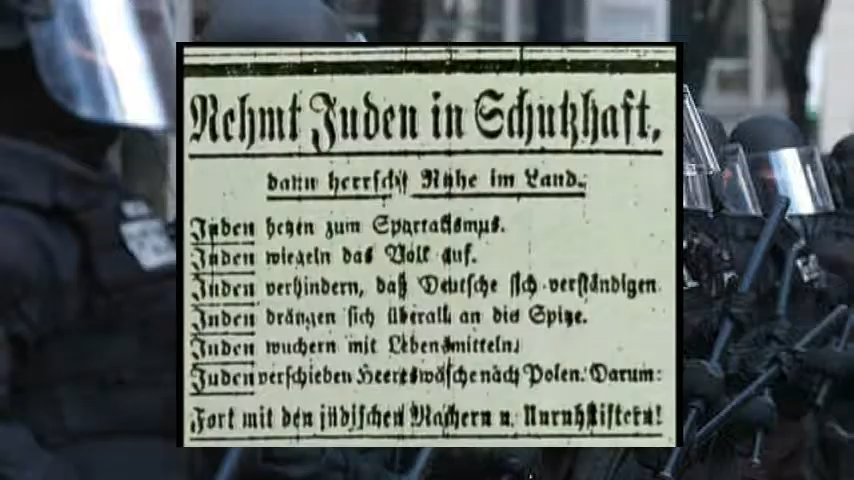 Nehmt Juden in Schutzhaft,
dann herrscht Ruhe im Land.
Juden hetzen zum Spartakismus.
Juden wiegeln das Volk auf.
Juden verhindern, daß Deutsche sich verständigen.
Juden drängen sich überall an die Spitze.
Juden wuchern mit Lebensmitteln,
Juden verschieben Heereswäsche nach Polen. Darum:
Fort mit den jüdischen Machern u. Unruhstiftern!